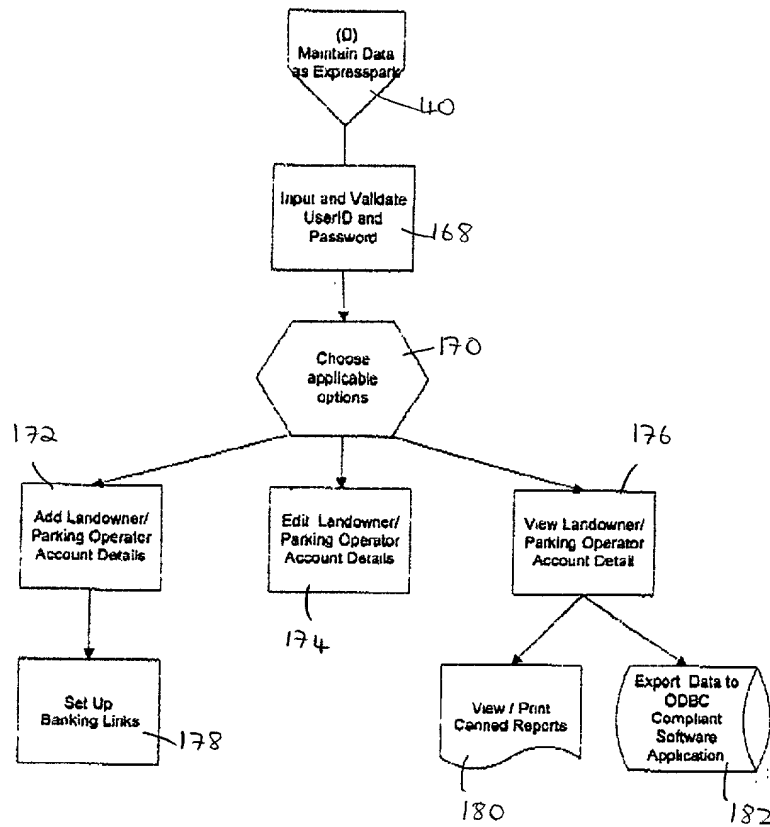 (D)
Maintain Data
as Expresspark
40
Input and Validate
UserID and
Password
168
Choose
applicable
options
170
172
176
Add Landowner/
Parking Operator
Account Details
Edit Landowner/
Parking Operator
Account Details
View Landowner/
Parking Operator
Account Detail
174
Set Up
Banking Links
178
View / Print
Canned Reports
180
Export Data to
ODBC
Compliant
Software
Application
182